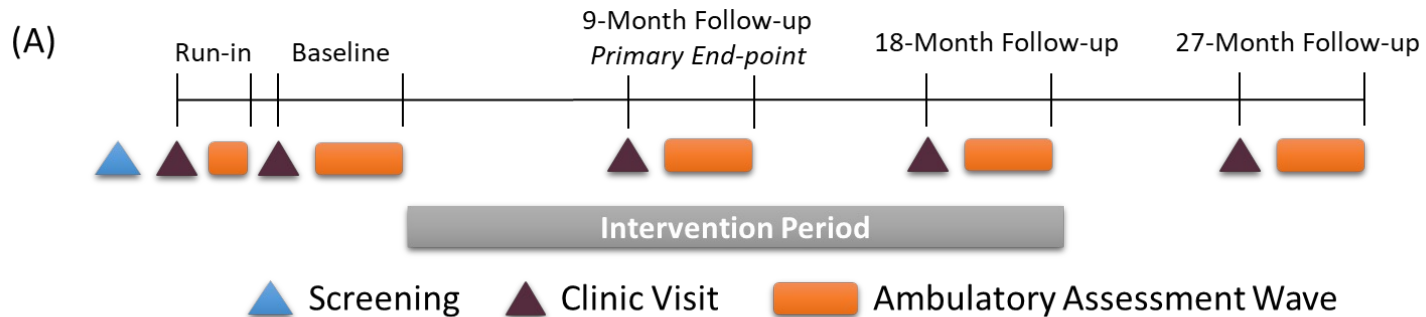 (A)
Run-in
Baseline
9-Month Follow-up
Primary End-point
18-Month Follow-up
27-Month Follow-up
Intervention Period
Screening
Clinic Visit
Ambulatory Assessment Wave